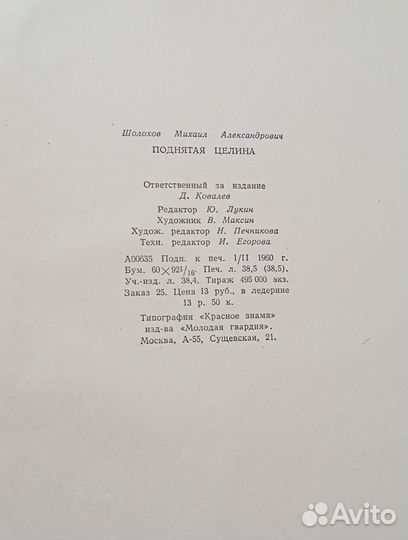 Шолохов Михаил Александрович
ПОДНЯТАЯ ЦЕЛИНА
Ответственный за издание
Д. Ковалев
Редактор Ю. Лукин
Художник В. Максин
Худож. редактор Н. Печникова
Техн. редактор И. Егорова
А00635 Подп. к печ. 1/II 1960 г.
Бум. 60×92 1/16. Печ. л. 38,5 (38,5).
Уч.-изд. л. 38,4. Тираж 495 000 экз.
Заказ 25. Цена 13 руб., в ледерине
13 р. 50 к.
Типография «Красное знамя»
изд-ва «Молодая гвардия».
Москва, А-55, Сущевская, 21.
Avito